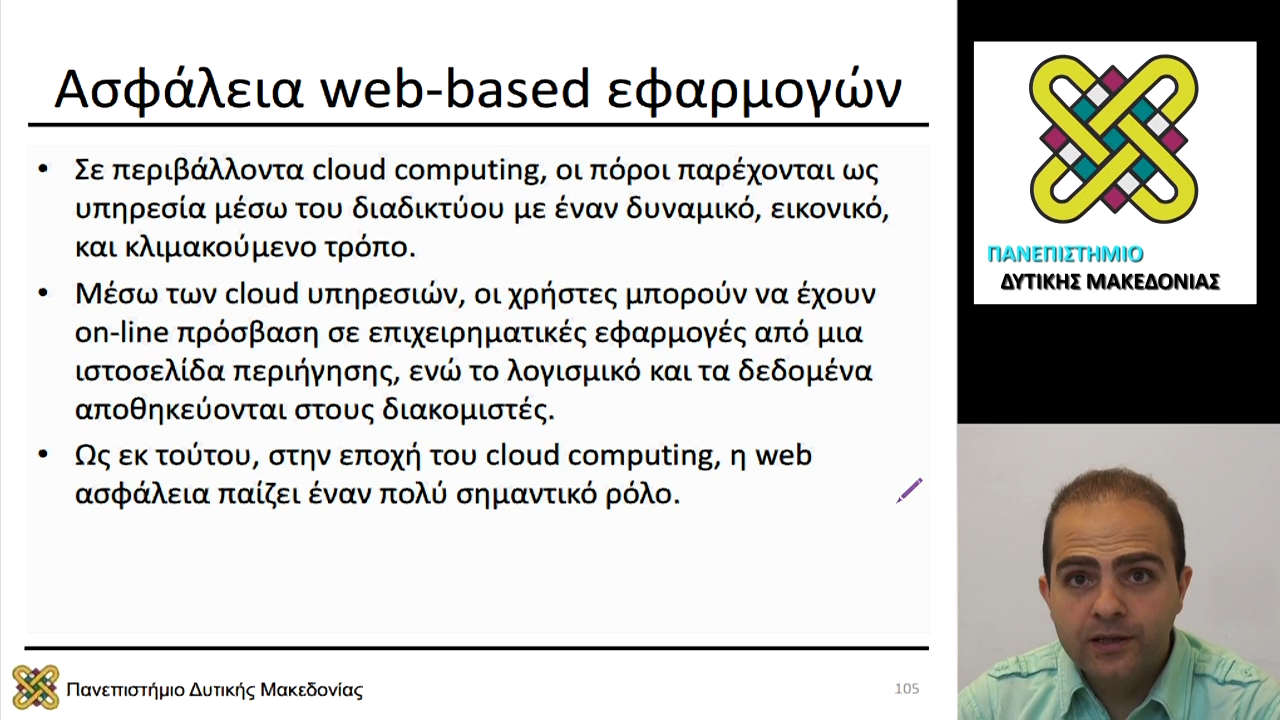 Ασφάλεια web-based εφαρμογών
• Σε περιβάλλοντα cloud computing, οι πόροι παρέχονται ως
υπηρεσία μέσω του διαδικτύου με έναν δυναμικό, εικονικό,
και κλιμακούμενο τρόπο.
• Μέσω των cloud υπηρεσιών, οι χρήστες μπορούν να έχουν
on-line πρόσβαση σε επιχειρηματικές εφαρμογές από μια
ιστοσελίδα περιήγησης, ενώ το λογισμικό και τα δεδομένα
αποθηκεύονται στους διακομιστές.
• Ως εκ τούτου, στην εποχή του cloud computing, η web
ασφάλεια παίζει έναν πολύ σημαντικό ρόλο.
Πανεπιστήμιο Δυτικής Μακεδονίας
105
ΠΑΝΕΠΙΣΤΗΜΙΟ
ΔΥΤΙΚΗΣ ΜΑΚΕΔΟΝΙΑΣ